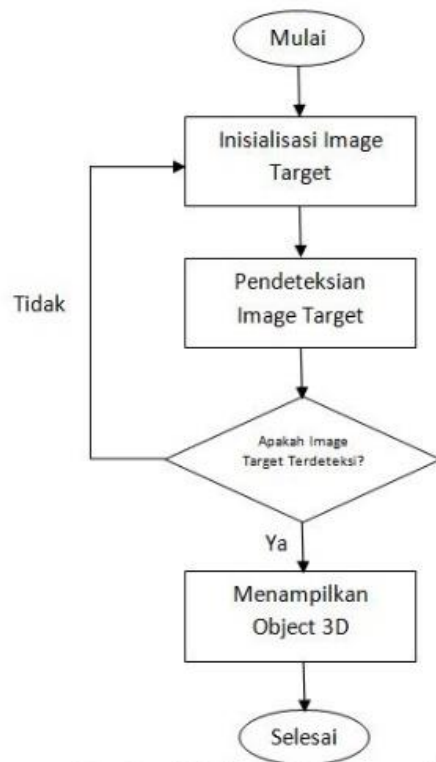 Mulai
Inisialisasi Image
Target
Pendeteksian
Image Target
Tidak
Apakah Image
Target Terdeteksi?
Ya
Menampilkan
Object 3D
Selesai